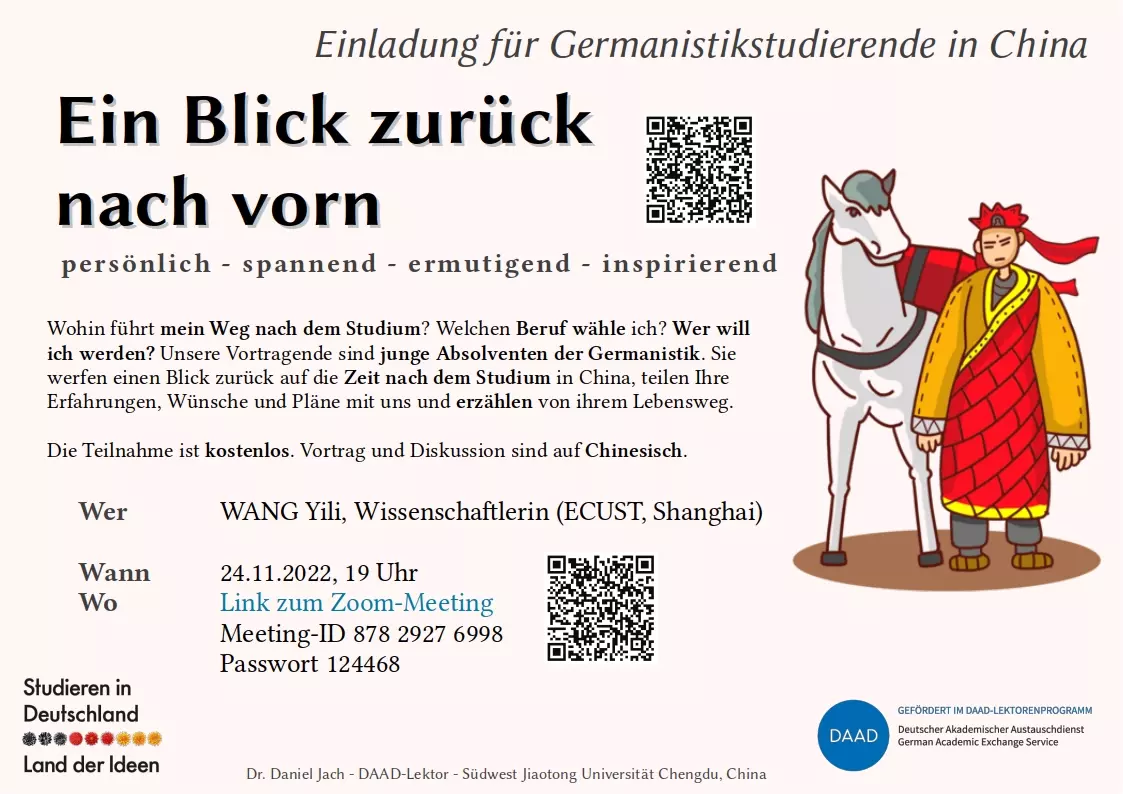 Einladung für Germanistikstudierende in China
Ein Blick zurück
nach vorn
persönlich - spannend - ermutigend - inspirierend
Wohin führt mein Weg nach dem Studium? Welchen Beruf wähle ich? Wer will
ich werden? Unsere Vortragende sind junge Absolventen der Germanistik. Sie
werfen einen Blick zurück auf die Zeit nach dem Studium in China, teilen Ihre
Erfahrungen, Wünsche und Pläne mit uns und erzählen von ihrem Lebensweg.
Die Teilnahme ist kostenlos. Vortrag und Diskussion sind auf Chinesisch.
Wer WANG Yili, Wissenschaftlerin (ECUST, Shanghai)
Wann 24.11.2022, 19 Uhr
Wo Link zum Zoom-Meeting
Meeting-ID 878 2927 6998
Passwort 124468
Studieren in
Deutschland
Land der Ideen
DAAD
GEFÖRDERT IM DAAD-LEKTORENPROGRAMM
Deutscher Akademischer Austauschdienst
German Academic Exchange Service
Dr. Daniel Jach - DAAD-Lektor - Südwest Jiaotong Universität Chengdu, China